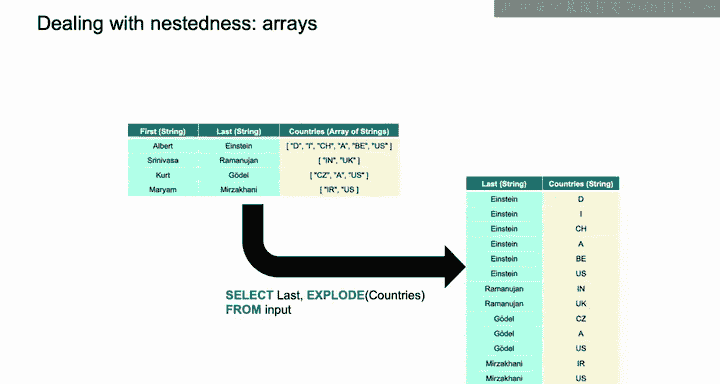 Dealing with nestedness: arrays
First (String) Last (String) Countries (Array of Strings)
Albert Einstein [ "D", "I", "CH", "A", "BE", "US" ]
Srinivasa Ramanujan [ "IN", "UK" ]
Kurt Gödel [ "CZ", "A", "US" ]
Maryam Mirzakhani [ "IR", "US ]
SELECT Last, EXPLODE(Countries)
FROM input
Last (String) Countries (String)
Einstein D
Einstein I
Einstein CH
Einstein A
Einstein BE
Einstein US
Ramanujan IN
Ramanujan UK
Gödel CZ
Gödel A
Gödel US
Mirzakhani IR
Mirzakhani US